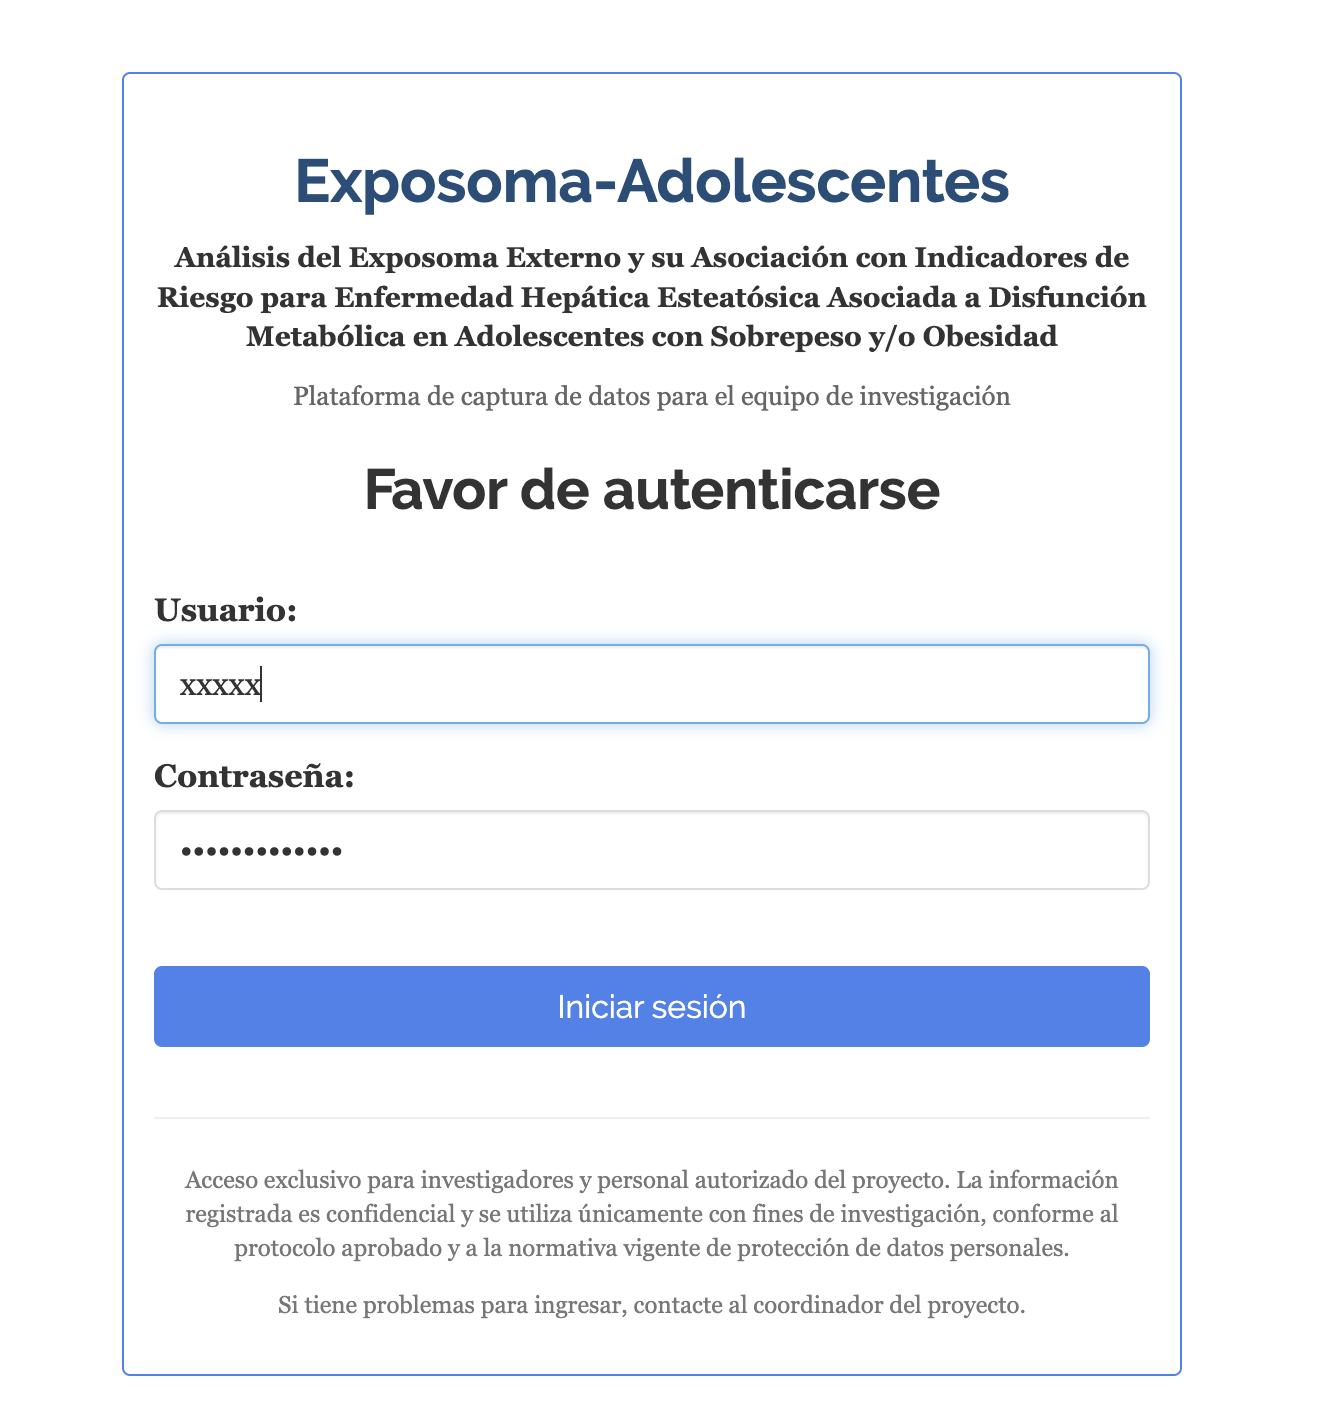 Exposoma-Adolescentes
Análisis del Exposoma Externo y su Asociación con Indicadores de
Riesgo para Enfermedad Hepática Esteatósica Asociada a Disfunción
Metabólica en Adolescentes con Sobrepeso y/o Obesidad
Plataforma de captura de datos para el equipo de investigación
Favor de autenticarse
Usuario:
xxxxx
Contraseña:
•••••••••••••
Iniciar sesión
Acceso exclusivo para investigadores y personal autorizado del proyecto. La información
registrada es confidencial y se utiliza únicamente con fines de investigación, conforme al
protocolo aprobado y a la normativa vigente de protección de datos personales.
Si tiene problemas para ingresar, contacte al coordinador del proyecto.